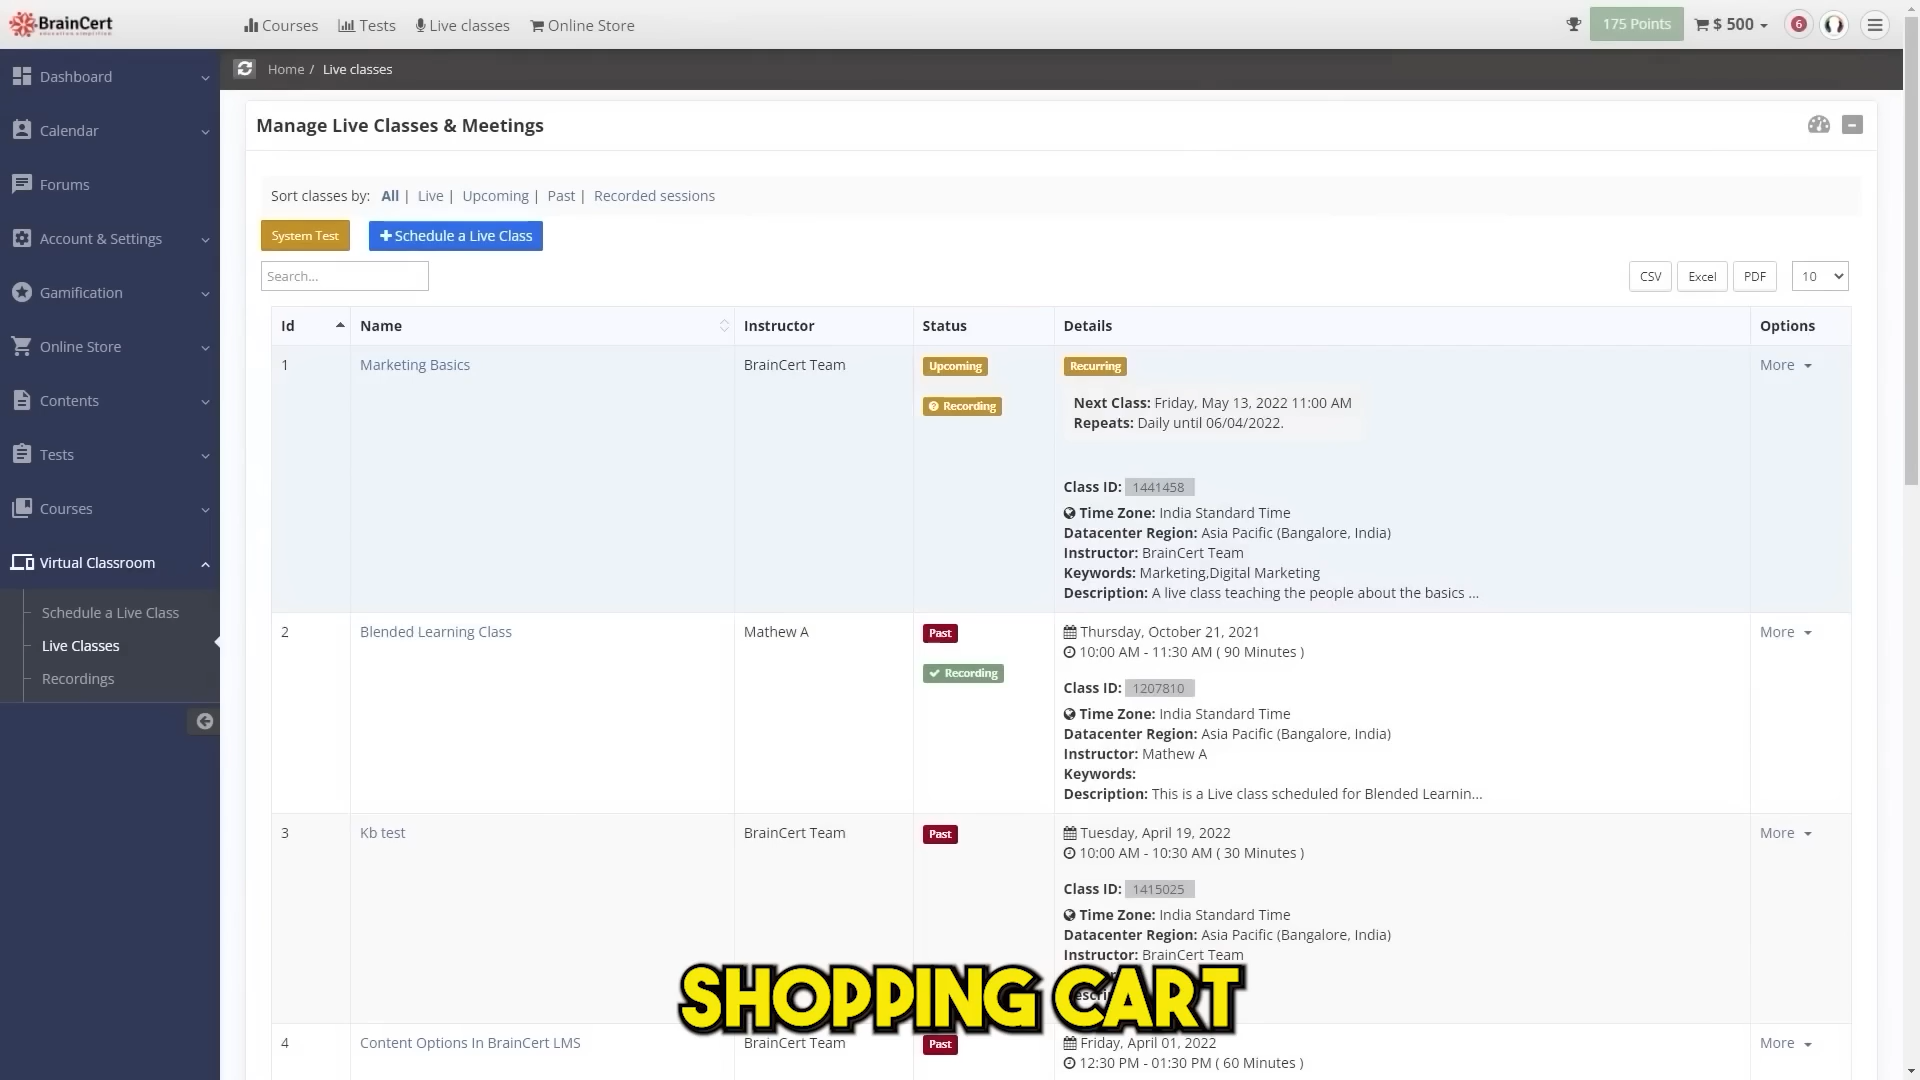 BrainCert
Courses Tests Live classes Online Store
175 Points $ 500 6
Home / Live classes
Dashboard
Calendar
Forums
Account & Settings
Gamification
Online Store
Contents
Tests
Courses
Virtual Classroom
Schedule a Live Class
Live Classes
Recordings
Manage Live Classes & Meetings
Sort classes by: All | Live | Upcoming | Past | Recorded sessions
System Test + Schedule a Live Class
Search... CSV Excel PDF 10
Id Name Instructor Status Details Options
1 Marketing Basics BrainCert Team Upcoming Recurring More
Recording
Next Class: Friday, May 13, 2022 11:00 AM
Repeats: Daily until 06/04/2022.
Class ID: 1441458
Time Zone: India Standard Time
Datacenter Region: Asia Pacific (Bangalore, India)
Instructor: BrainCert Team
Keywords: Marketing,Digital Marketing
Description: A live class teaching the people about the basics ...
2 Blended Learning Class Mathew A Past Thursday, October 21, 2021 More
10:00 AM - 11:30 AM ( 90 Minutes )
Recording
Class ID: 1207810
Time Zone: India Standard Time
Datacenter Region: Asia Pacific (Bangalore, India)
Instructor: Mathew A
Keywords:
Description: This is a Live class scheduled for Blended Learnin...
3 Kb test BrainCert Team Past Tuesday, April 19, 2022 More
10:00 AM - 10:30 AM ( 30 Minutes )
Class ID: 1415025
Time Zone: India Standard Time
Datacenter Region: Asia Pacific (Bangalore, India)
Instructor: BrainCert Team
SHOPPING CART
4 Content Options In BrainCert LMS BrainCert Team Past Friday, April 01, 2022 More
12:30 PM - 01:30 PM ( 60 Minutes )